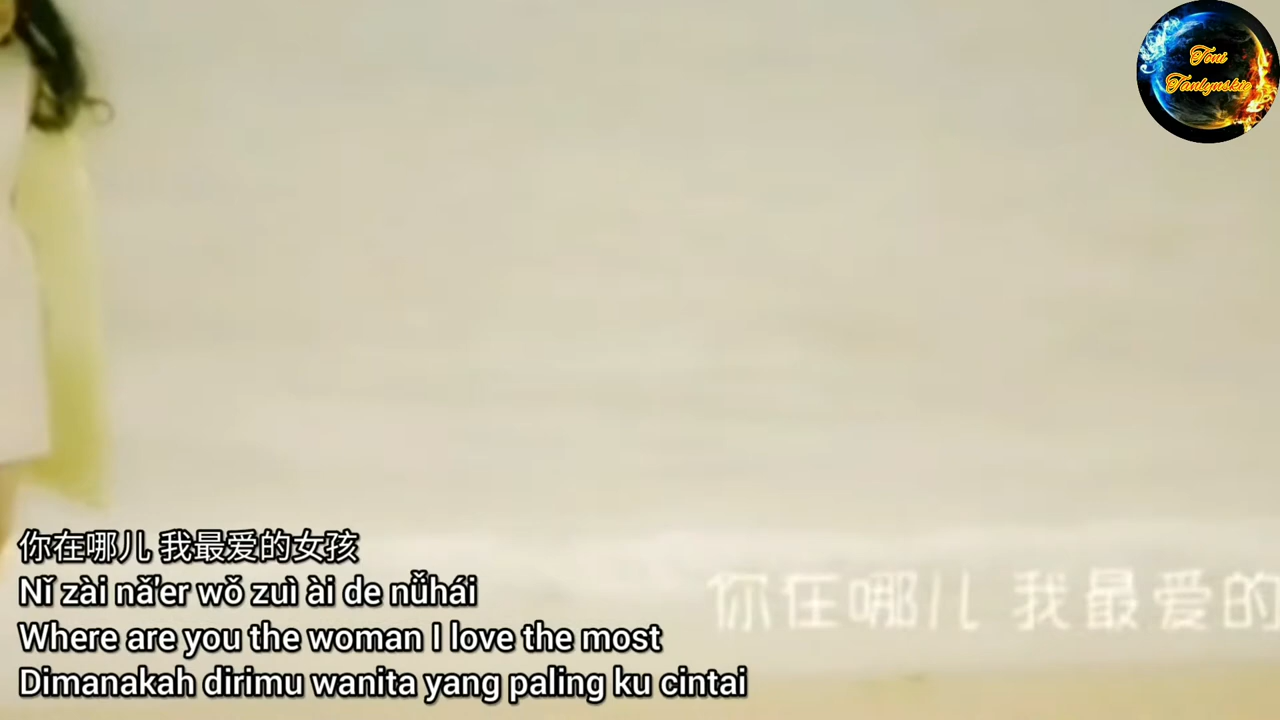 Toni
Tanlynskie
你在哪儿 我最爱的女孩
Nǐ zài nǎ'er wǒ zuì ài de nǚhái
Where are you the woman I love the most
Dimanakah dirimu wanita yang paling ku cintai
你在哪儿 我最爱的